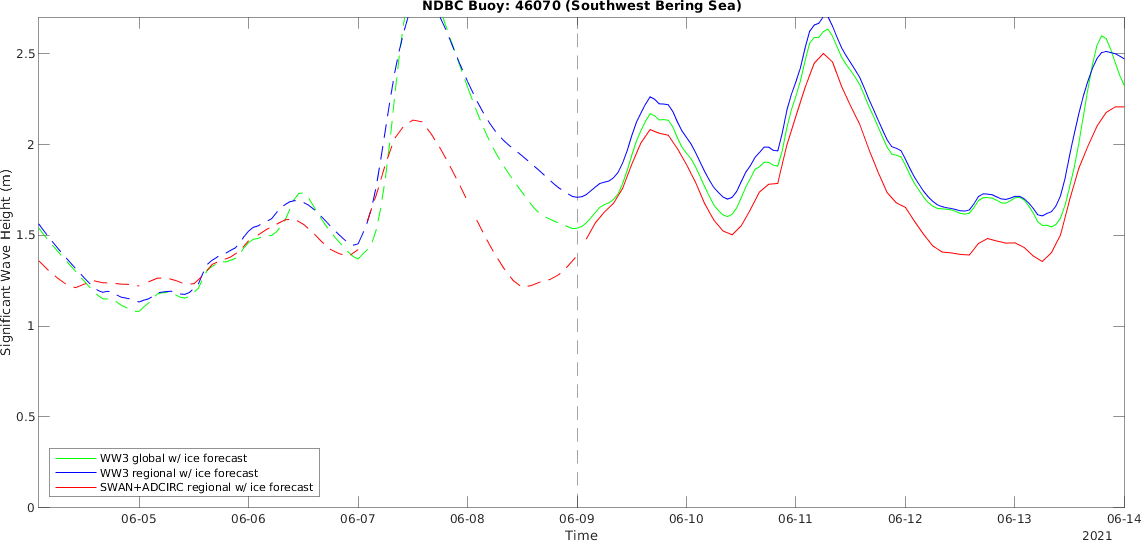 NDBC Buoy: 46070 (Southwest Bering Sea)
Significant Wave Height (m)
2.5
2
1.5
1
0.5
0
WW3 global w/ ice forecast
WW3 regional w/ ice forecast
SWAN+ADCIRC regional w/ ice forecast
06-05 06-06 06-07 06-08 06-09 06-10 06-11 06-12 06-13 06-14
Time
2021